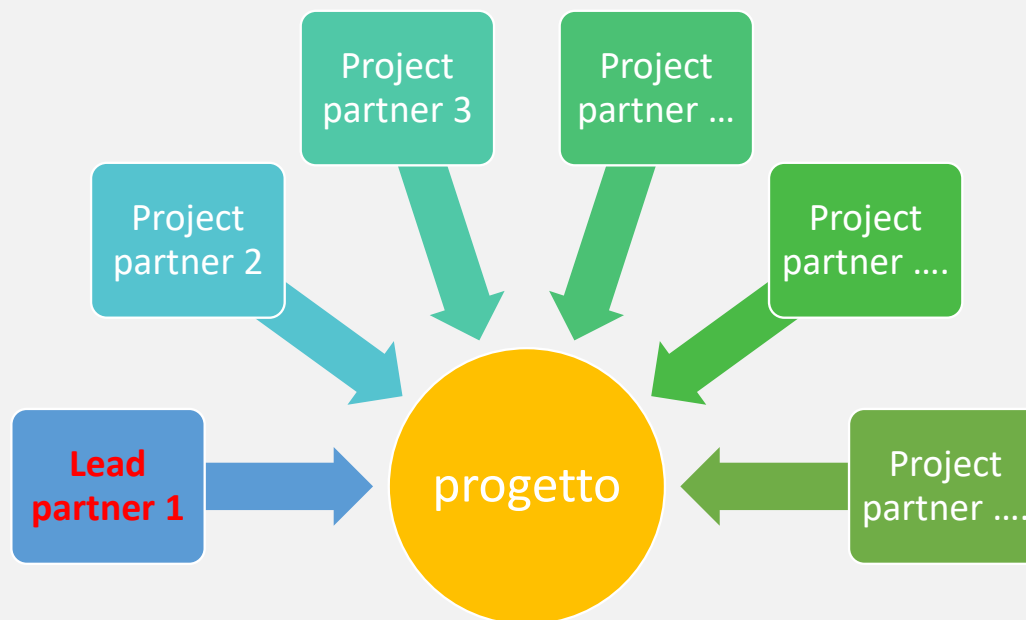 Lead
partner 1
Project
partner 2
Project
partner 3
Project
partner ...
Project
partner ....
Project
partner ....
progetto